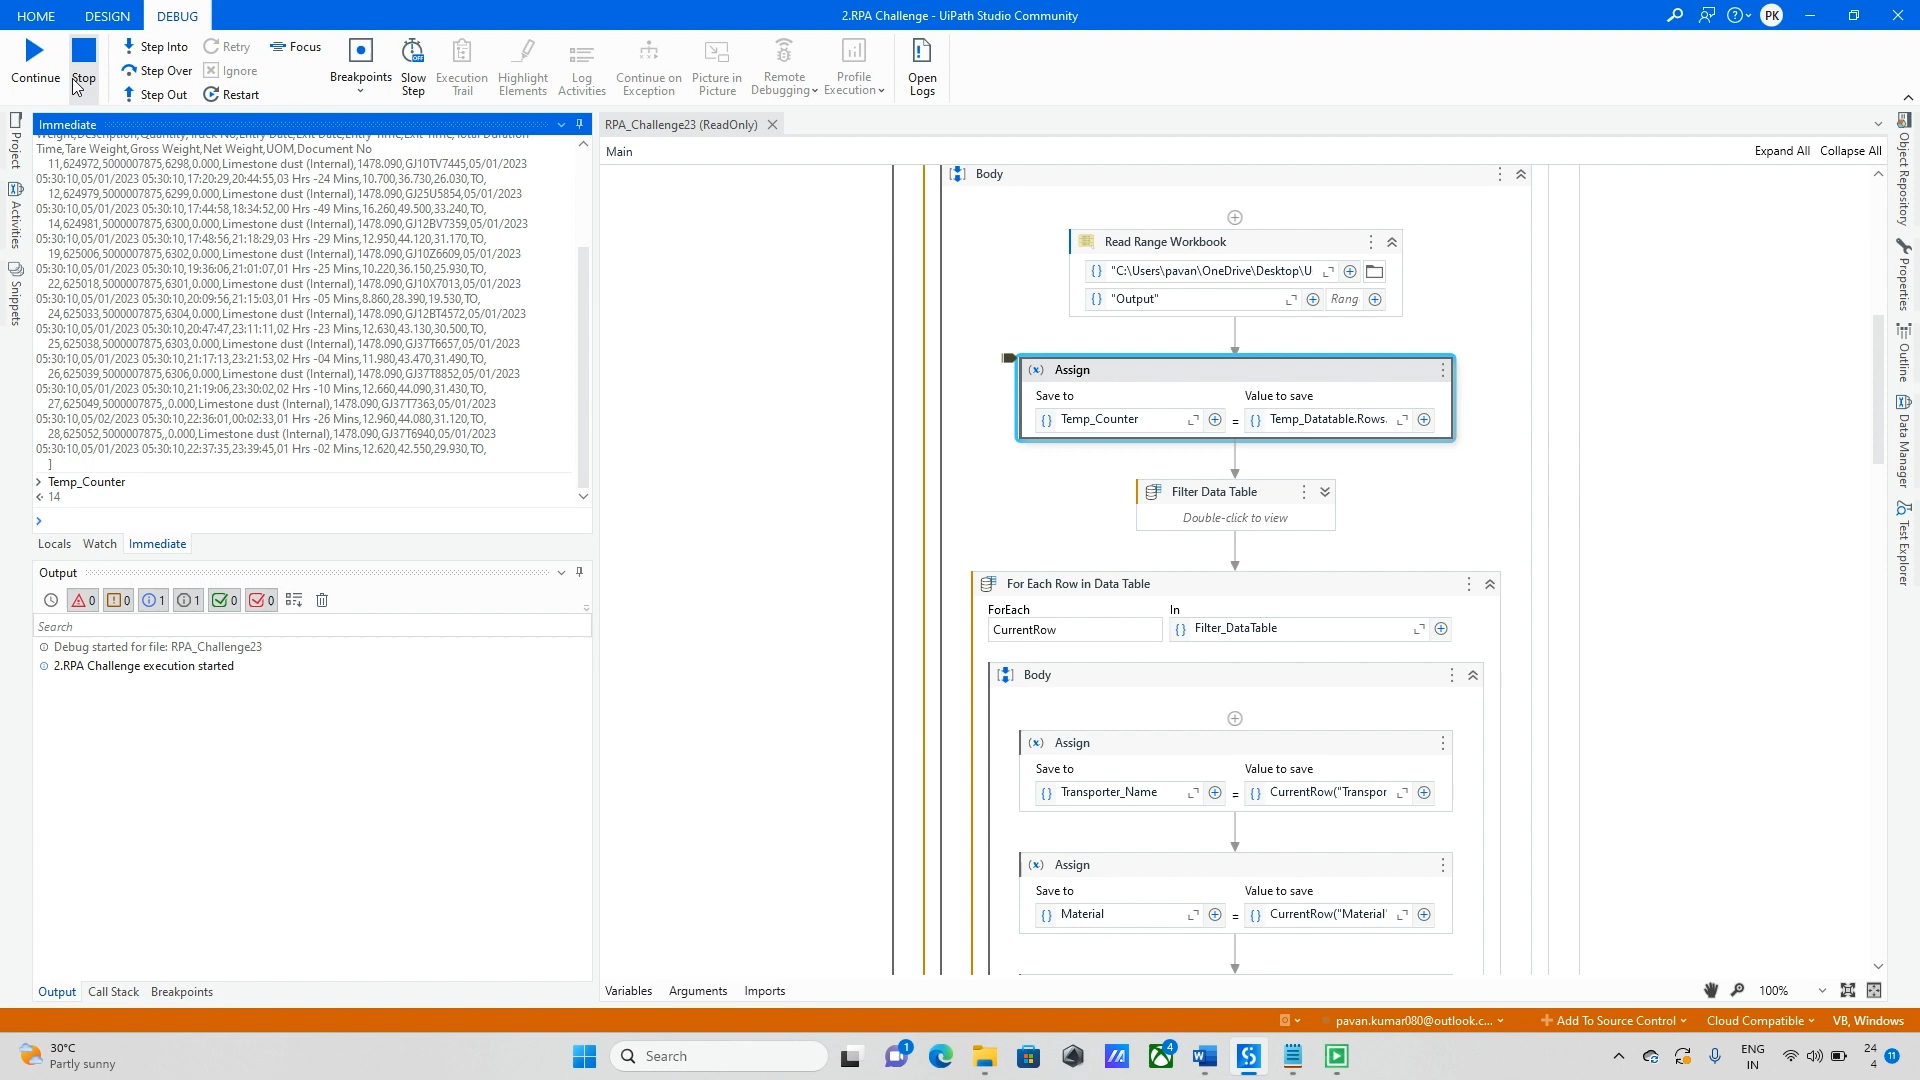 HOME DESIGN DEBUG
2.RPA Challenge - UiPath Studio Community
PK
Continue Stop
Step Into Retry Focus
Step Over Ignore
Step Out Restart
Breakpoints
Slow Step
Execution Trail
Highlight Elements
Log Activities
Continue on Exception
Picture in Picture
Remote Debugging
Profile Execution
Open Logs
Project
Activities
Snippets
Immediate
Time,Tare Weight,Gross Weight,Net Weight,UOM,Document No
11,624972,5000007875,6298,0.000,Limestone dust (Internal),1478.090,GJ10TV7445,05/01/2023
05:30:10,05/01/2023 05:30:10,17:20:29,20:44:55,03 Hrs -24 Mins,10.700,36.730,26.030,TO,
12,624979,5000007875,6299,0.000,Limestone dust (Internal),1478.090,GJ25U5854,05/01/2023
05:30:10,05/01/2023 05:30:10,17:44:58,18:34:52,00 Hrs -49 Mins,16.260,49.500,33.240,TO,
14,624981,5000007875,6300,0.000,Limestone dust (Internal),1478.090,GJ12BV7359,05/01/2023
05:30:10,05/01/2023 05:30:10,17:48:56,21:18:29,03 Hrs -29 Mins,12.950,44.120,31.170,TO,
19,625006,5000007875,6302,0.000,Limestone dust (Internal),1478.090,GJ10Z6609,05/01/2023
05:30:10,05/01/2023 05:30:10,19:36:06,21:01:07,01 Hrs -25 Mins,10.220,36.150,25.930,TO,
22,625018,5000007875,6301,0.000,Limestone dust (Internal),1478.090,GJ10X7013,05/01/2023
05:30:10,05/01/2023 05:30:10,20:09:56,21:15:03,01 Hrs -05 Mins,8.860,28.390,19.530,TO,
24,625033,5000007875,6304,0.000,Limestone dust (Internal),1478.090,GJ12BT4572,05/01/2023
05:30:10,05/01/2023 05:30:10,20:47:47,23:11:11,02 Hrs -23 Mins,12.630,43.130,30.500,TO,
25,625038,5000007875,6303,0.000,Limestone dust (Internal),1478.090,GJ37T6657,05/01/2023
05:30:10,05/01/2023 05:30:10,21:17:13,23:21:53,02 Hrs -04 Mins,11.980,43.470,31.490,TO,
26,625039,5000007875,6306,0.000,Limestone dust (Internal),1478.090,GJ37T8852,05/01/2023
05:30:10,05/01/2023 05:30:10,21:19:06,23:30:02,02 Hrs -10 Mins,12.660,44.090,31.430,TO,
27,625049,5000007875,,0.000,Limestone dust (Internal),1478.090,GJ37T7363,05/01/2023
05:30:10,05/02/2023 05:30:10,22:36:01,00:02:33,01 Hrs -26 Mins,12.960,44.080,31.120,TO,
28,625052,5000007875,,0.000,Limestone dust (Internal),1478.090,GJ37T6940,05/01/2023
05:30:10,05/01/2023 05:30:10,22:37:35,23:39:45,01 Hrs -02 Mins,12.620,42.550,29.930,TO,
]
Temp_Counter
14
Locals Watch Immediate
Output
0 0 1 1 0 0
Search
Debug started for file: RPA_Challenge23
2.RPA Challenge execution started
Output Call Stack Breakpoints
RPA_Challenge23 (ReadOnly)
Main
Expand All Collapse All
Body
Read Range Workbook
"C:\Users\pavan\OneDrive\Desktop\U
"Output" Rang
Assign
Save to Value to save
Temp_Counter = Temp_Datatable.Rows.
Filter Data Table
Double-click to view
For Each Row in Data Table
ForEach In
CurrentRow Filter_DataTable
Body
Assign
Save to Value to save
Transporter_Name = CurrentRow("Transpor
Assign
Save to Value to save
Material = CurrentRow("Material'
Variables Arguments Imports
100%
Object Repository
Properties
Outline
Data Manager
Test Explorer
pavan.kumar080@outlook.c...
Add To Source Control
Cloud Compatible
VB, Windows
30°C
Partly sunny
Search
1
4
ENG
IN
24
4
11